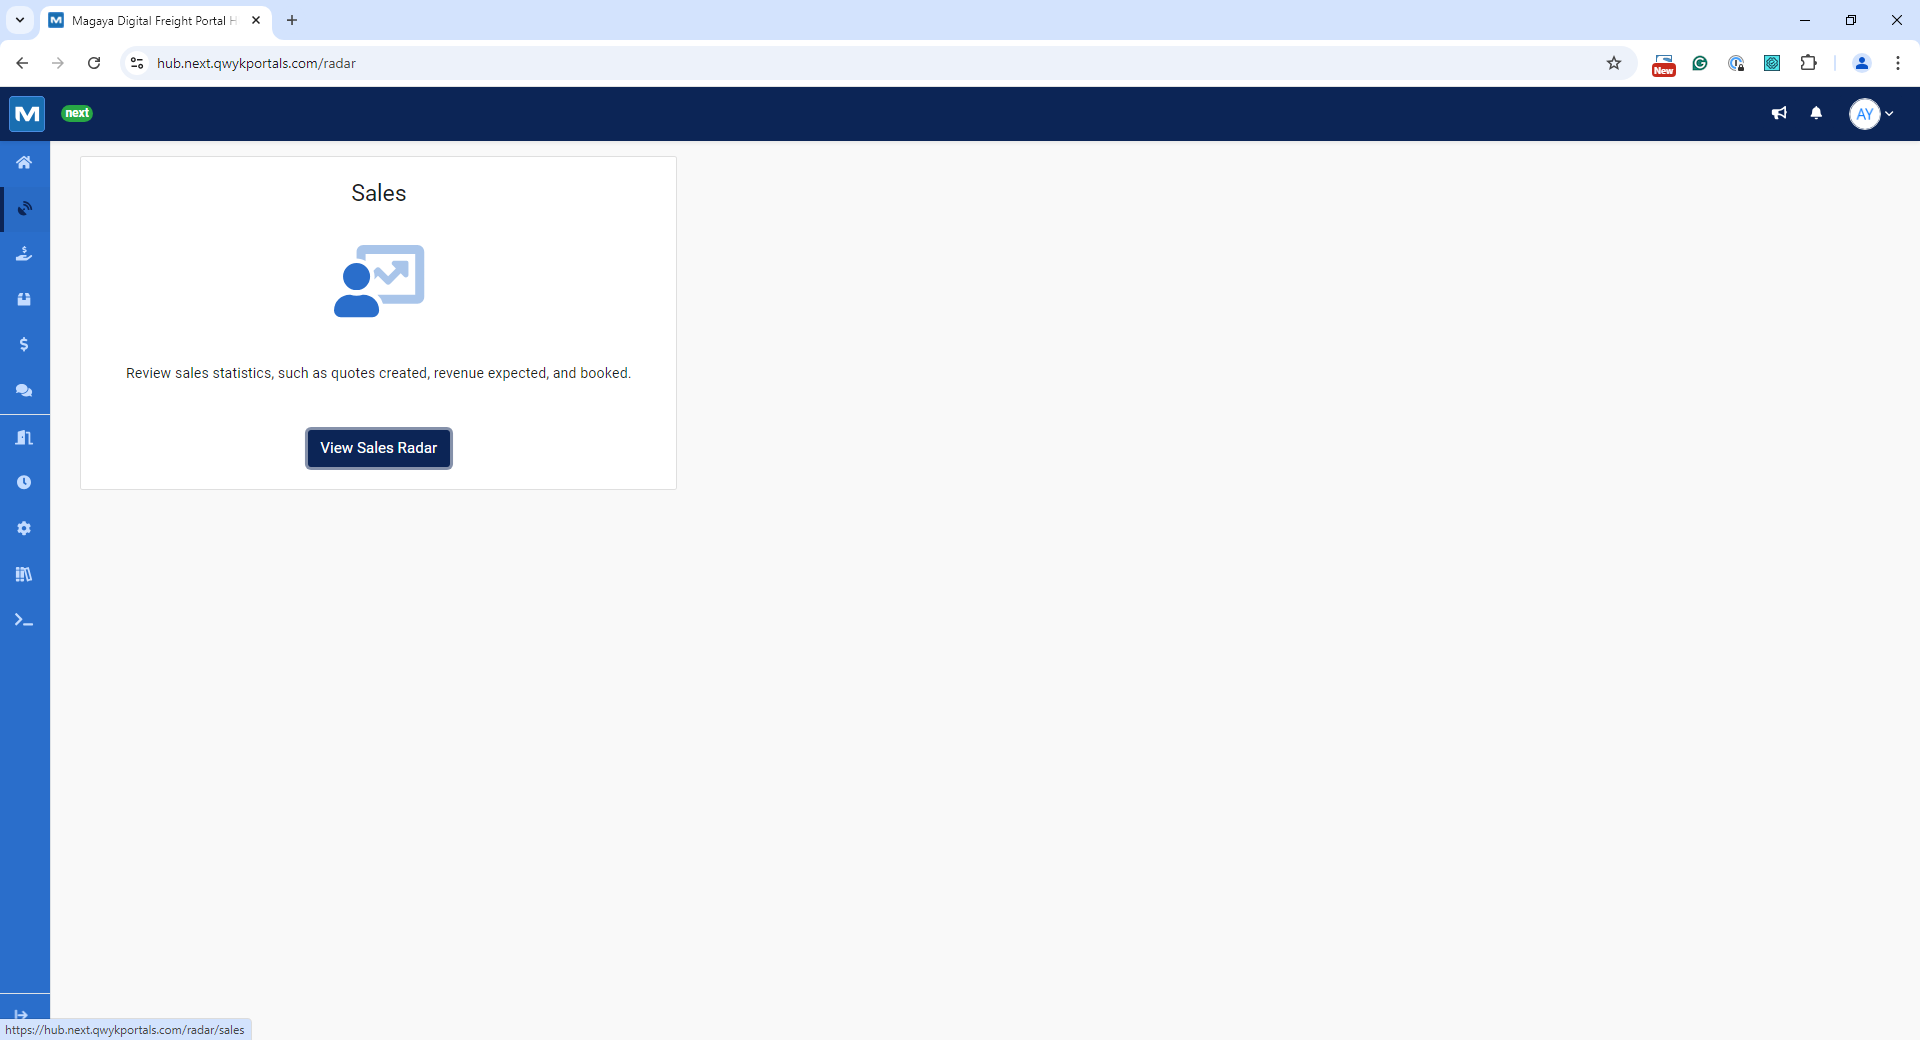 Magaya Digital Freight Portal H
hub.next.qwykportals.com/radar
New
M
next
AY
Sales
Review sales statistics, such as quotes created, revenue expected, and booked.
View Sales Radar
https://hub.next.qwykportals.com/radar/sales